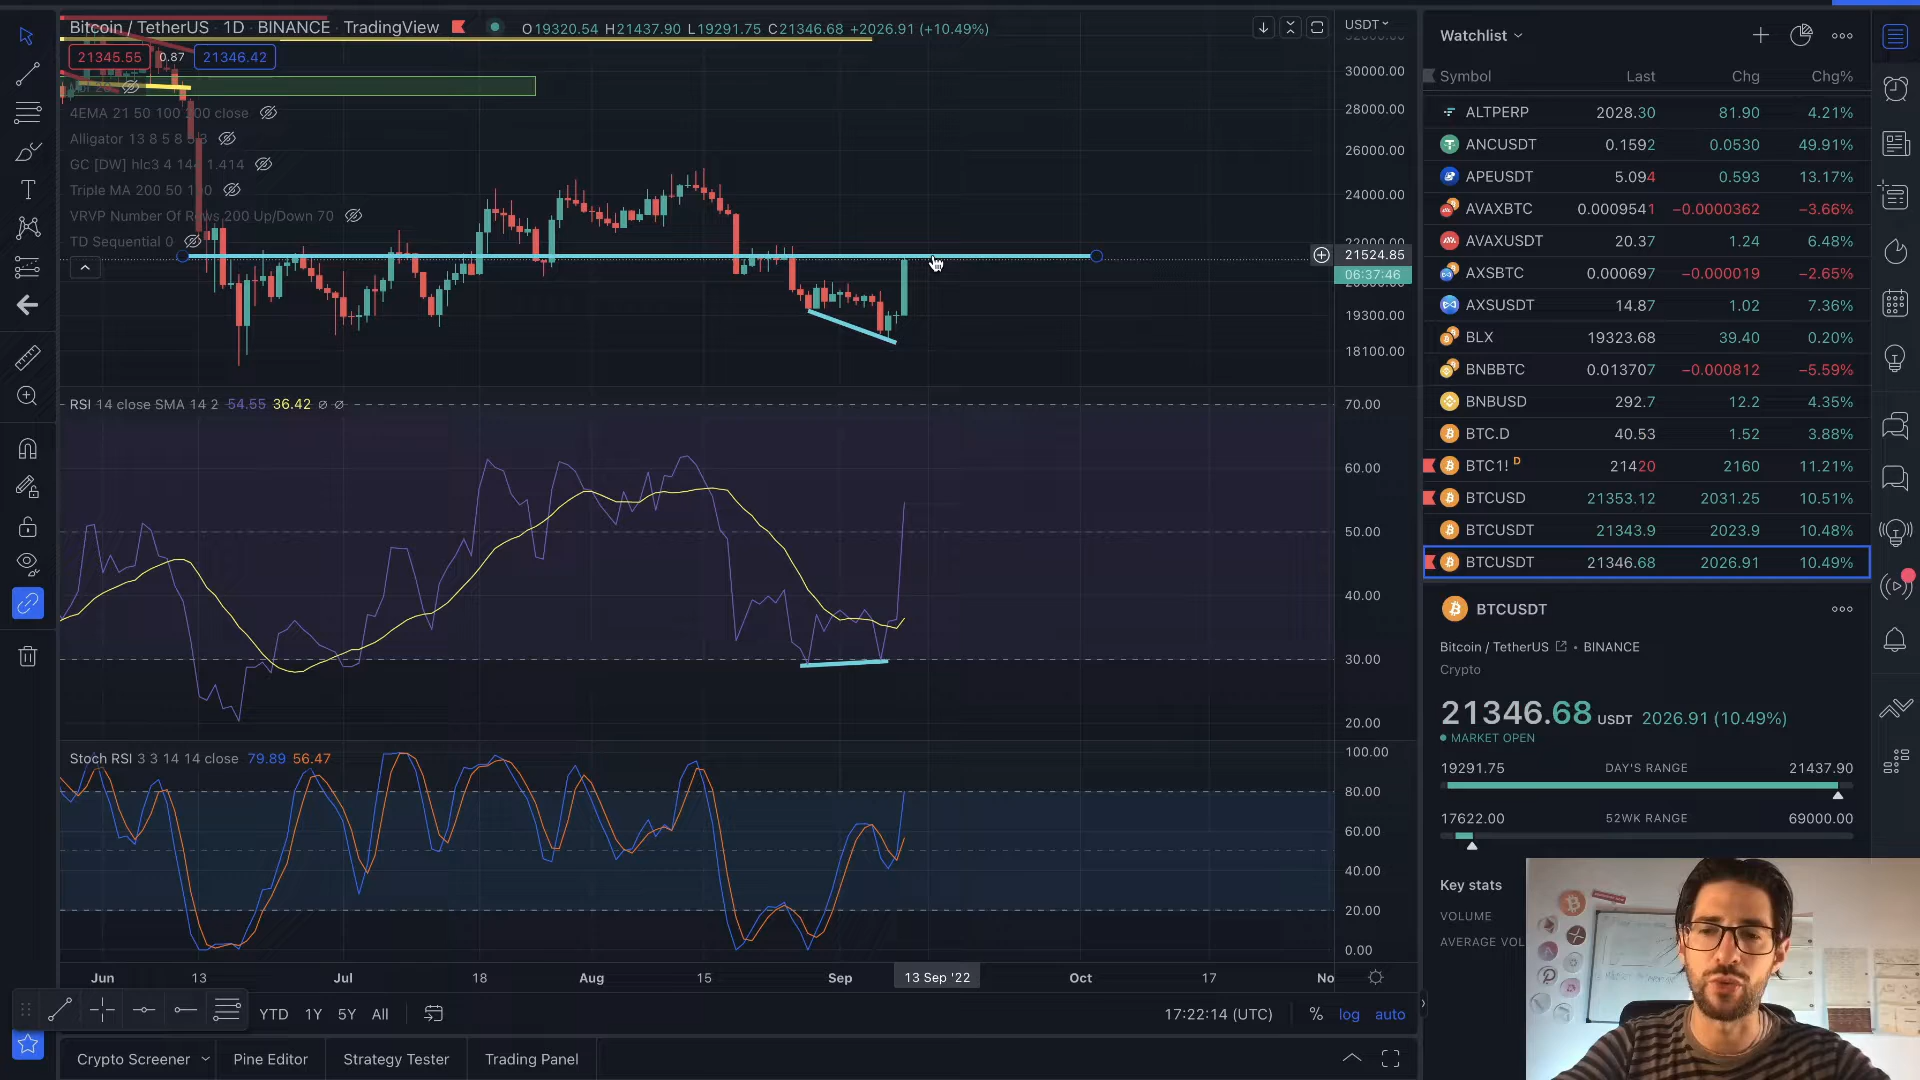 Bitcoin / TetherUS · 1D · BINANCE · TradingView
O19320.54 H21437.90 L19291.75 C21346.68 +2026.91 (+10.49%)
21345.55 0.87 21346.42
4EMA 21 50 100 200 close
Alligator 13 8 5 8 5 3
GC [DW] hlc3 4 144 1.414
Triple MA 200 50 100
VRVP Number Of Rows 200 Up/Down 70
TD Sequential 0
USDT
30000.00
28000.00
26000.00
24000.00
22000.00
21524.85
06:37:46
19300.00
18100.00
RSI 14 close SMA 14 2 54.55 36.42 ∅ ∅
70.00
60.00
50.00
40.00
30.00
20.00
Stoch RSI 3 3 14 14 close 79.89 56.47
100.00
80.00
60.00
40.00
20.00
0.00
Jun 13 Jul 18 Aug 15 Sep 13 Sep '22 Oct 17 No
YTD 1Y 5Y All
17:22:14 (UTC) % log auto
Crypto Screener Pine Editor Strategy Tester Trading Panel
Watchlist
Symbol Last Chg Chg%
ALTPERP 2028.30 81.90 4.21%
ANCUSDT 0.1592 0.0530 49.91%
APEUSDT 5.094 0.593 13.17%
AVAXBTC 0.0009541 −0.0000362 −3.66%
AVAXUSDT 20.37 1.24 6.48%
AXSBTC 0.000697 −0.000019 −2.65%
AXSUSDT 14.87 1.02 7.36%
BLX 19323.68 39.40 0.20%
BNBBTC 0.013707 −0.000812 −5.59%
BNBUSD 292.7 12.2 4.35%
BTC.D 40.53 1.52 3.88%
BTC1! D 21420 2160 11.21%
BTCUSD 21353.12 2031.25 10.51%
BTCUSDT 21343.9 2023.9 10.48%
BTCUSDT 21346.68 2026.91 10.49%
BTCUSDT
Bitcoin / TetherUS • BINANCE
Crypto
21346.68 USDT 2026.91 (10.49%)
MARKET OPEN
19291.75 DAY'S RANGE 21437.90
17622.00 52WK RANGE 69000.00
Key stats
VOLUME
AVERAGE VOL